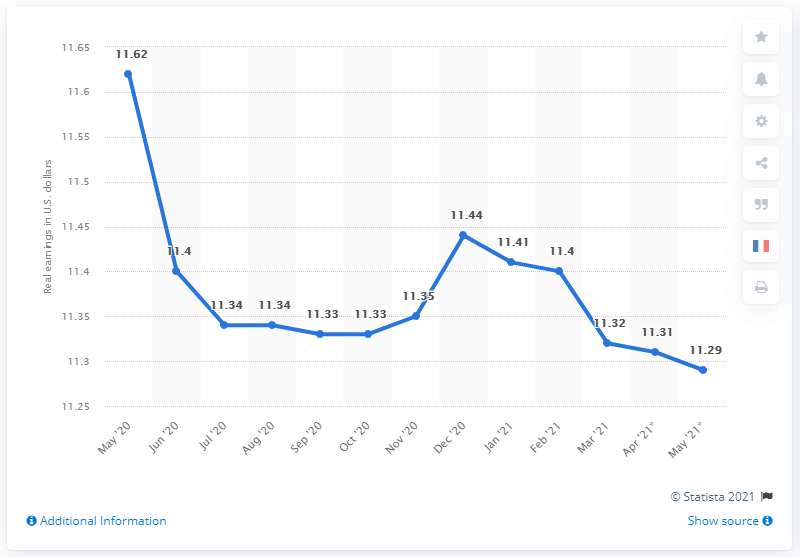 11.65
11.6
11.55
11.5
11.45
11.4
11.35
11.3
11.25
Real earnings in U.S. dollars
11.62
11.4
11.34
11.34
11.33
11.33
11.35
11.44
11.41
11.4
11.32
11.31
11.29
May '20
Jun '20
Jul '20
Aug '20
Sep '20
Oct '20
Nov '20
Dec '20
Jan '21
Feb '21
Mar '21
Apr '21*
May '21*
© Statista 2021
Additional Information
Show source